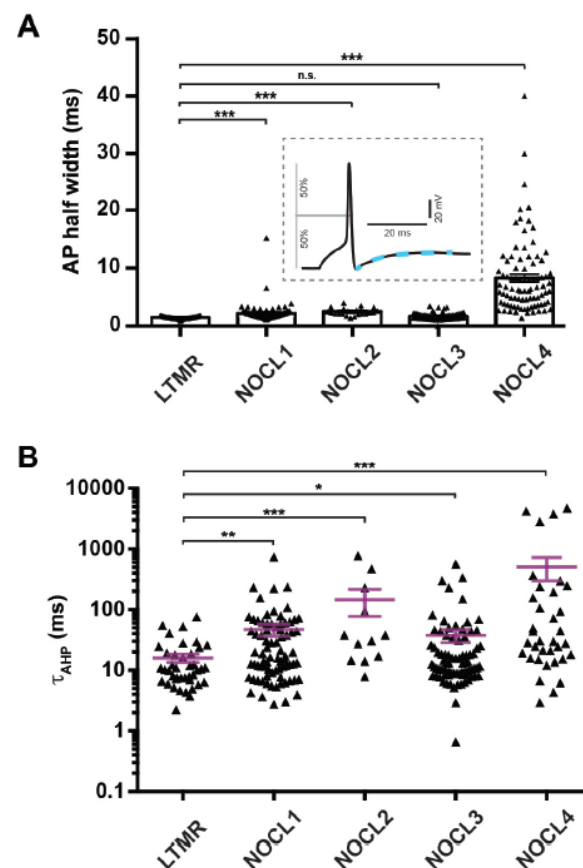 A
AP half width (ms)
50
40
30
20
10
0
***
n.s.
***
***
50%
50%
20 ms
20 mV
LTMR
NOCL1
NOCL2
NOCL3
NOCL4
B
τAHP (ms)
10000
1000
100
10
1
0.1
***
*
***
**
LTMR
NOCL1
NOCL2
NOCL3
NOCL4